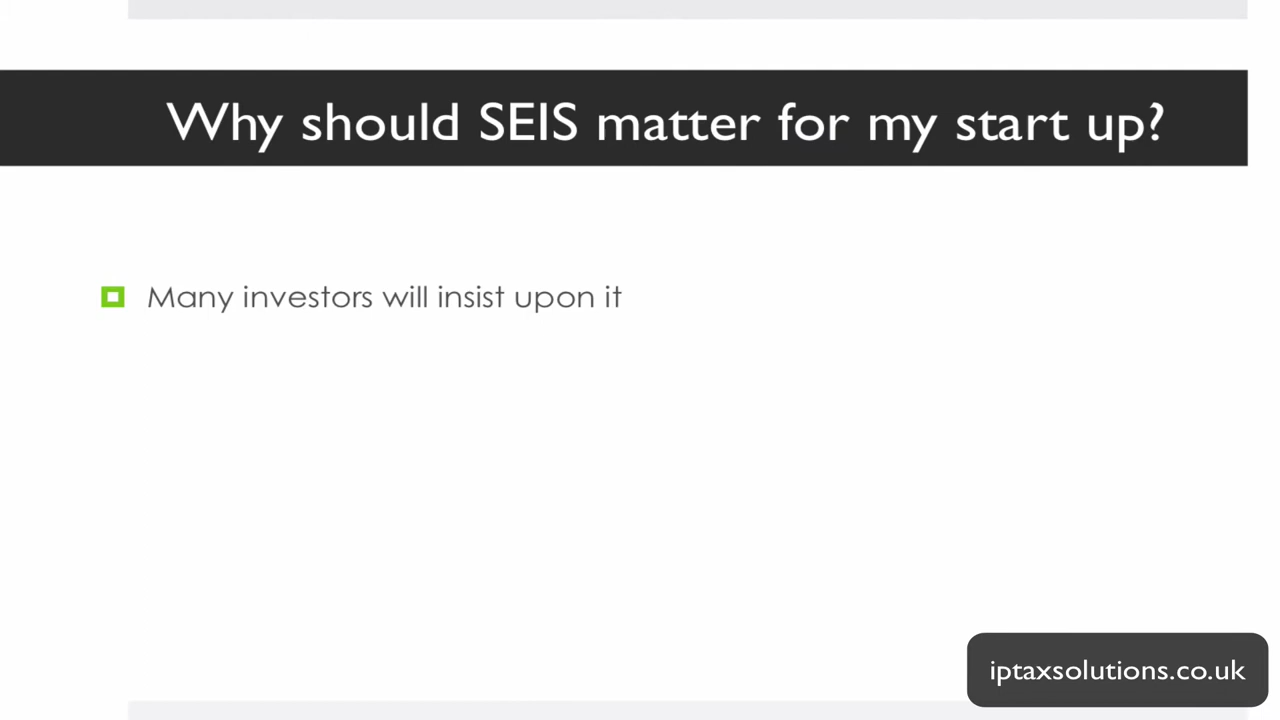 Why should SEIS matter for my start up?
Many investors will insist upon it
iptaxsolutions.co.uk